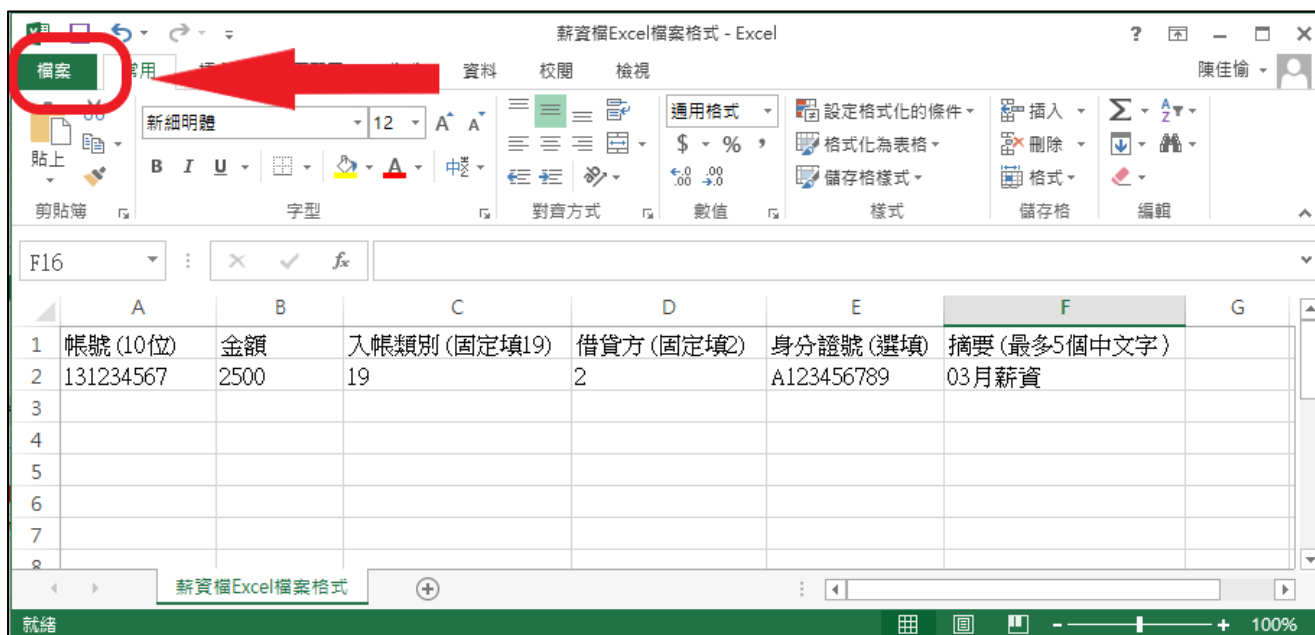 薪資檔Excel檔案格式 - Excel
檔案 常用 資料 校閱 檢視 陳佳愉
貼上 新細明體 12 A A 通用格式 設定格式化的條件 插入
B I U A 中 $ % , 格式化為表格 刪除
儲存格樣式 格式
剪貼簿 字型 對齊方式 數值 樣式 儲存格 編輯
F16 fx
A B C D E F G
1 帳號(10位) 金額 入帳類別(固定填19) 借貸方(固定填2) 身分證號(選填) 摘要(最多5個中文字)
2 131234567 2500 19 2 A123456789 03月薪資
3
4
5
6
7
8
薪資檔Excel檔案格式
就緒 100%